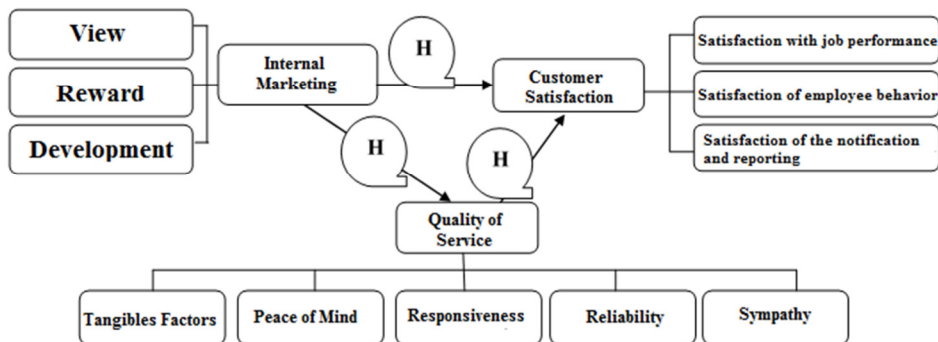 View
Reward
Development
Internal
Marketing
H
Customer
Satisfaction
Satisfaction with job performance
Satisfaction of employee behavior
Satisfaction of the notification
and reporting
H
H
Quality of
Service
Tangibles Factors
Peace of Mind
Responsiveness
Reliability
Sympathy